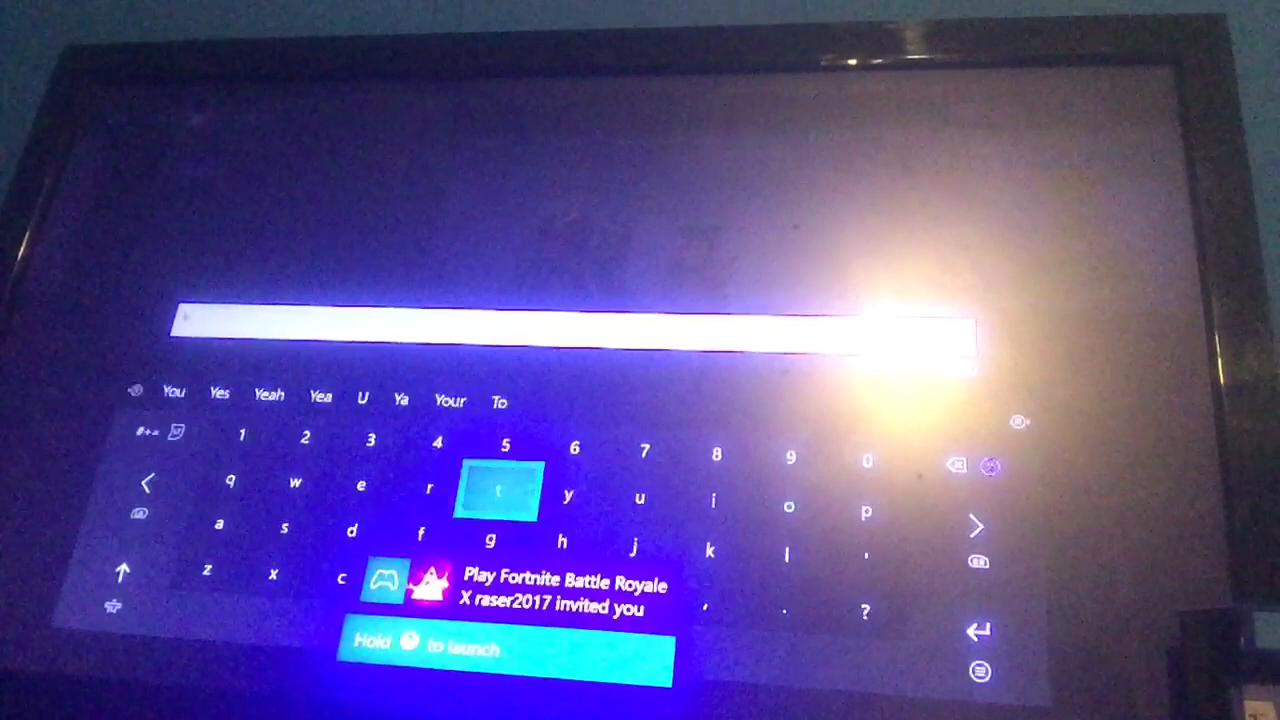 You Yes Yeah Yea U Ya Your To
#+= 1 2 3 4 5 6 7 8 9 0
q w e r t y u i o p
a s d f g h j k l '
z x c , . ?
Play Fortnite Battle Royale
X raser2017 invited you
Hold to launch